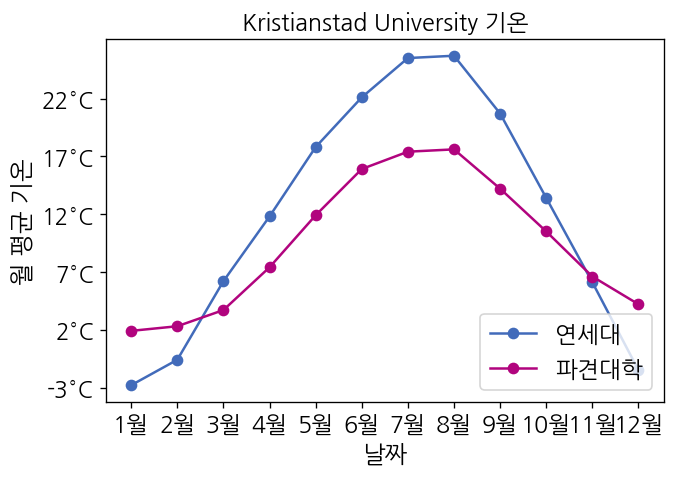 Kristianstad University 기온
월 평균 기온
22°C
17°C
12°C
7°C
2°C
-3°C
연세대
파견대학
1월 2월 3월 4월 5월 6월 7월 8월 9월 10월 11월 12월
날짜